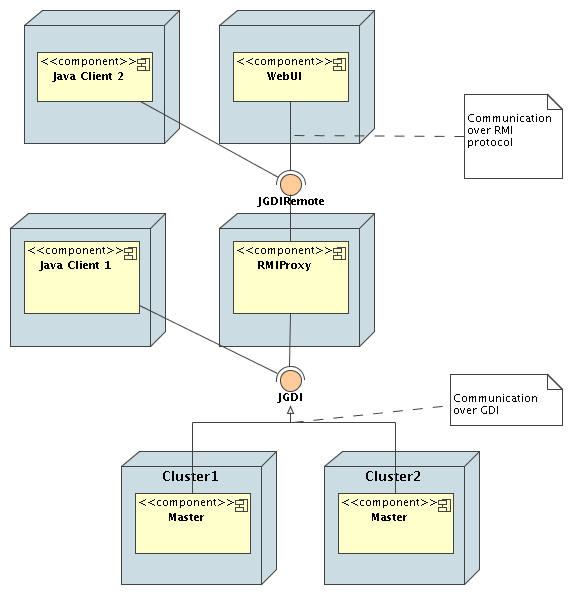 <<component>>
Java Client 2
<<component>>
WebUI
Communication
over RMI
protocol
JGDIRemote
<<component>>
Java Client 1
<<component>>
RMIProxy
JGDI
Communication
over GDI
Cluster1
<<component>>
Master
Cluster2
<<component>>
Master